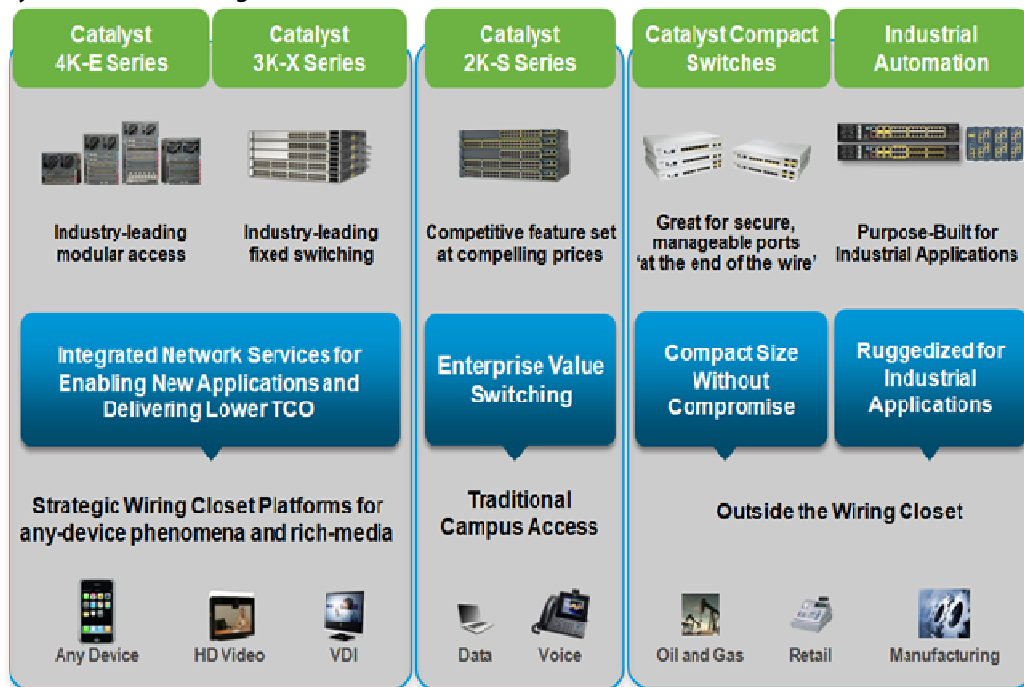 Catalyst
4K-E Series
Catalyst
3K-X Series
Catalyst
2K-S Series
Catalyst Compact
Switches
Industrial
Automation
Industry-leading
modular access
Industry-leading
fixed switching
Competitive feature set
at compelling prices
Great for secure,
manageable ports
‘at the end of the wire’
Purpose-Built for
Industrial Applications
Integrated Network Services for
Enabling New Applications and
Delivering Lower TCO
Enterprise Value
Switching
Compact Size
Without
Compromise
Ruggedized for
Industrial
Applications
Strategic Wiring Closet Platforms for
any-device phenomena and rich-media
Traditional
Campus Access
Outside the Wiring Closet
Any Device
HD Video
VDI
Data
Voice
Oil and Gas
Retail
Manufacturing